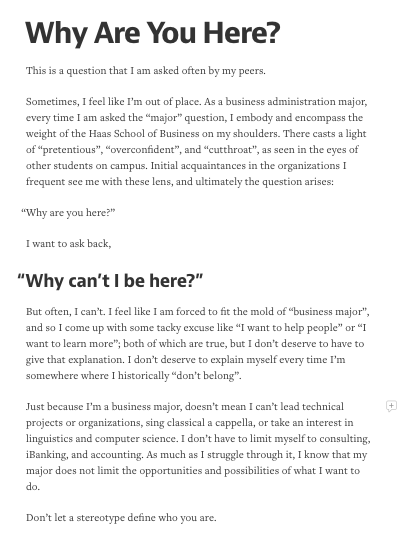 Why Are You Here?
This is a question that I am asked often by my peers.
Sometimes, I feel like I'm out of place. As a business administration major,
every time I am asked the "major" question, I embody and encompass the
weight of the Haas School of Business on my shoulders. There casts a light
of "pretentious", "overconfident", and "cutthroat", as seen in the eyes of
other students on campus. Initial acquaintances in the organizations I
frequent see me with these lens, and ultimately the question arises:
"Why are you here?"
I want to ask back,
"Why can't I be here?"
But often, I can't. I feel like I am forced to fit the mold of "business major",
and so I come up with some tacky excuse like "I want to help people" or "I
want to learn more"; both of which are true, but I don't deserve to have to
give that explanation. I don't deserve to explain myself every time I'm
somewhere where I historically "don't belong".
Just because I'm a business major, doesn't mean I can't lead technical
projects or organizations, sing classical a cappella, or take an interest in
linguistics and computer science. I don't have to limit myself to consulting,
iBanking, and accounting. As much as I struggle through it, I know that my
major does not limit the opportunities and possibilities of what I want to
do.
Don't let a stereotype define who you are.